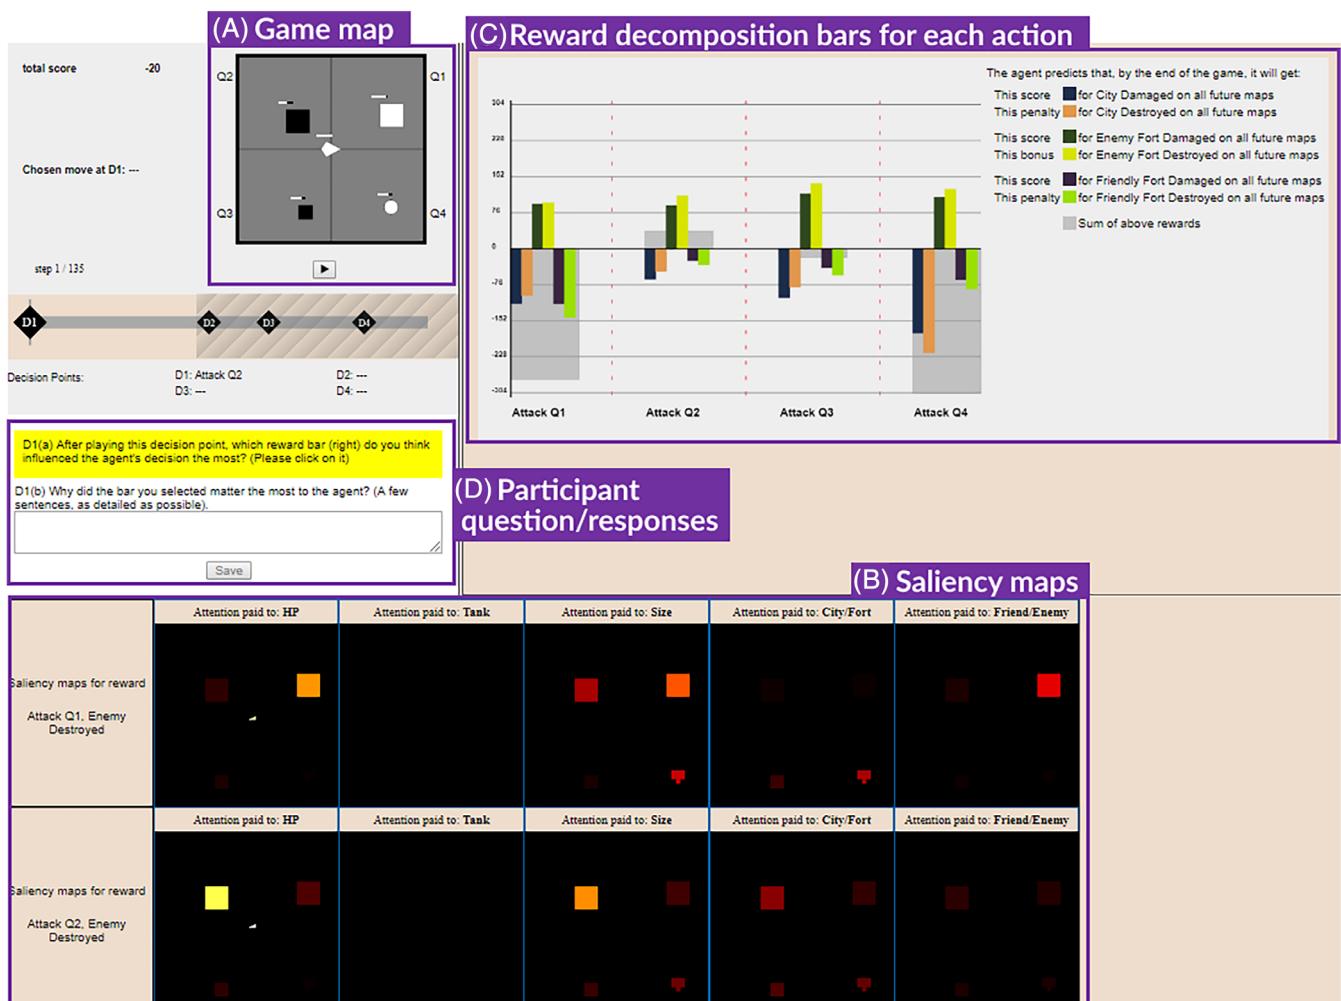 (A) Game map
(C) Reward decomposition bars for each action
total score -20
Q2
Q1
Chosen move at D1: ---
Q3
Q4
step 1 / 135
D1
D2
D3
D4
Decision Points:
D1: Attack Q2
D2: ---
D3: ---
D4: ---
The agent predicts that, by the end of the game, it will get:
This score for City Damaged on all future maps
This penalty for City Destroyed on all future maps
This score for Enemy Fort Damaged on all future maps
This bonus for Enemy Fort Destroyed on all future maps
This score for Friendly Fort Damaged on all future maps
This penalty for Friendly Fort Destroyed on all future maps
Sum of above rewards
304
228
152
76
0
-76
-152
-228
-304
Attack Q1
Attack Q2
Attack Q3
Attack Q4
D1(a) After playing this decision point, which reward bar (right) do you think
influenced the agent's decision the most? (Please click on it)
D1(b) Why did the bar you selected matter the most to the agent? (A few
sentences, as detailed as possible).
Save
(D) Participant
question/responses
(B) Saliency maps
Attention paid to: HP
Attention paid to: Tank
Attention paid to: Size
Attention paid to: City/Fort
Attention paid to: Friend/Enemy
Saliency maps for reward
Attack Q1, Enemy
Destroyed
Attention paid to: HP
Attention paid to: Tank
Attention paid to: Size
Attention paid to: City/Fort
Attention paid to: Friend/Enemy
Saliency maps for reward
Attack Q2, Enemy
Destroyed